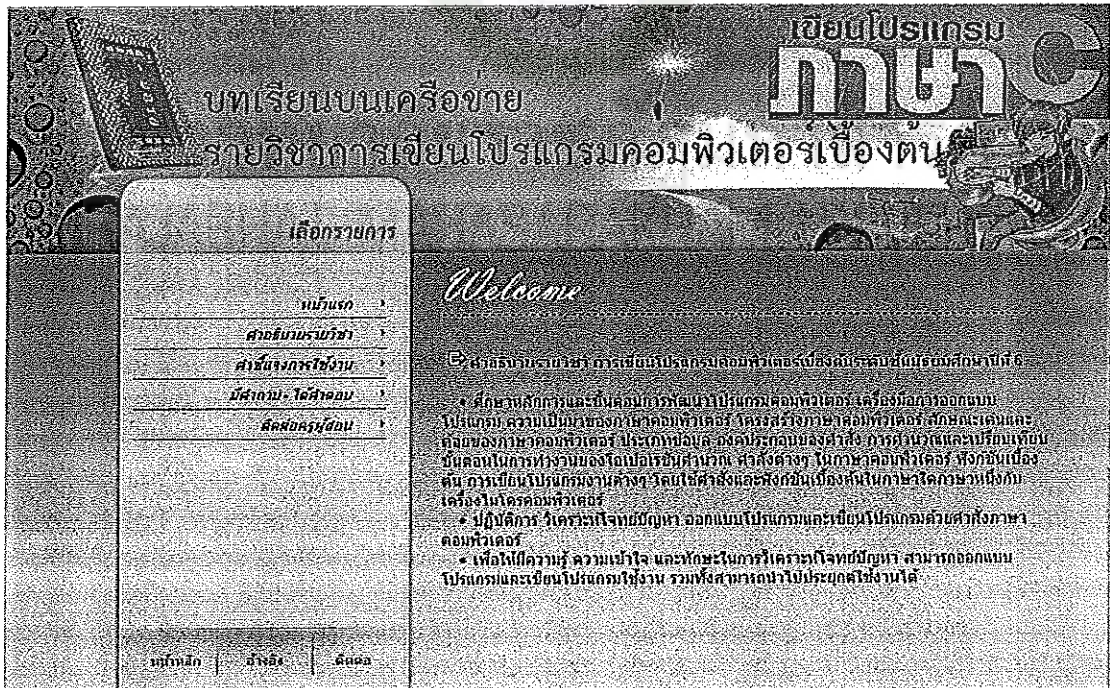 เขียนโปรแกรม
ภาษา C
บทเรียนบนเครือข่าย
รายวิชาการเขียนโปรแกรมคอมพิวเตอร์เบื้องต้น
เลือกรายการ
หน้าแรก
คำอธิบายรายวิชา
คำชี้แจงการใช้งาน
มีคำถาม - ได้คำตอบ
ติดต่อครูผู้สอน
Welcome
คำอธิบายรายวิชา การเขียนโปรแกรมคอมพิวเตอร์เบื้องต้นระดับชั้นมัธยมศึกษาปีที่ 6
• ศึกษาหลักการและขั้นตอนการพัฒนาโปรแกรมคอมพิวเตอร์ เครื่องมือการออกแบบ
โปรแกรม ความเป็นมาของภาษาคอมพิวเตอร์ โครงสร้างภาษาคอมพิวเตอร์ ลักษณะเด่นและ
ด้อยของภาษาคอมพิวเตอร์ ประเภทข้อมูล องค์ประกอบของคำสั่ง การคำนวณและเปรียบเทียบ
ขั้นตอนในการทำงานของโอเปอเรชันคำนวณ คำสั่งต่างๆ ในภาษาคอมพิวเตอร์ ฟังก์ชันเบื้อง
ต้น การเขียนโปรแกรมงานต่างๆ โดยใช้คำสั่งและฟังก์ชันเบื้องต้นในภาษาใดภาษาหนึ่งกับ
เครื่องไมโครคอมพิวเตอร์
• ปฏิบัติการ วิเคราะห์โจทย์ปัญหา ออกแบบโปรแกรมและเขียนโปรแกรมด้วยคำสั่งภาษา
คอมพิวเตอร์
• เพื่อให้มีความรู้ ความเข้าใจ และทักษะในการวิเคราะห์โจทย์ปัญหา สามารถออกแบบ
โปรแกรมและเขียนโปรแกรมใช้งาน รวมทั้งสามารถนำไปประยุกต์ใช้งานได้
หน้าหลัก | อ้างอิง | ติดต่อ